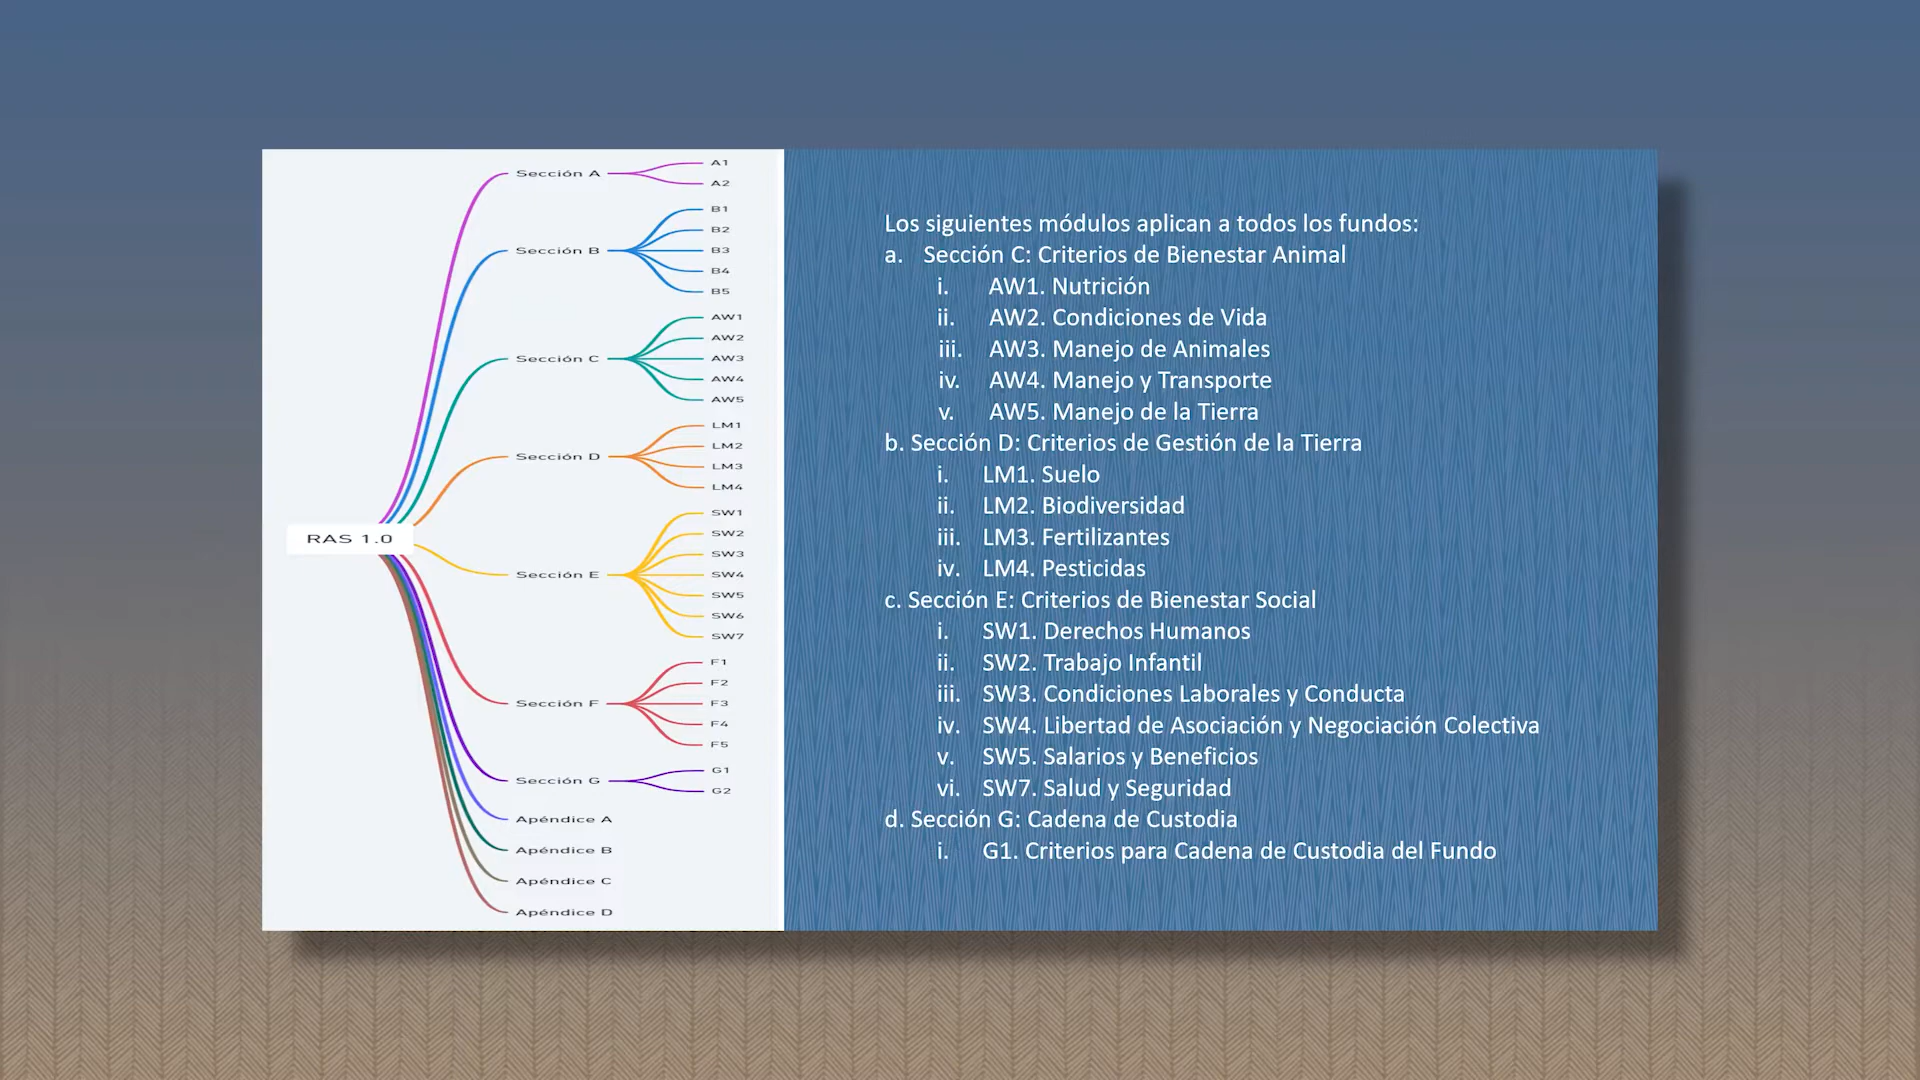 RAS 1.0
Sección A
A1
A2
Sección B
B1
B2
B3
B4
B5
Sección C
AW1
AW2
AW3
AW4
AW5
Sección D
LM1
LM2
LM3
LM4
Sección E
SW1
SW2
SW3
SW4
SW5
SW6
SW7
Sección F
F1
F2
F3
F4
F5
Sección G
G1
G2
Apéndice A
Apéndice B
Apéndice C
Apéndice D
Los siguientes módulos aplican a todos los fundos:
a. Sección C: Criterios de Bienestar Animal
i. AW1. Nutrición
ii. AW2. Condiciones de Vida
iii. AW3. Manejo de Animales
iv. AW4. Manejo y Transporte
v. AW5. Manejo de la Tierra
b. Sección D: Criterios de Gestión de la Tierra
i. LM1. Suelo
ii. LM2. Biodiversidad
iii. LM3. Fertilizantes
iv. LM4. Pesticidas
c. Sección E: Criterios de Bienestar Social
i. SW1. Derechos Humanos
ii. SW2. Trabajo Infantil
iii. SW3. Condiciones Laborales y Conducta
iv. SW4. Libertad de Asociación y Negociación Colectiva
v. SW5. Salarios y Beneficios
vi. SW7. Salud y Seguridad
d. Sección G: Cadena de Custodia
i. G1. Criterios para Cadena de Custodia del Fundo